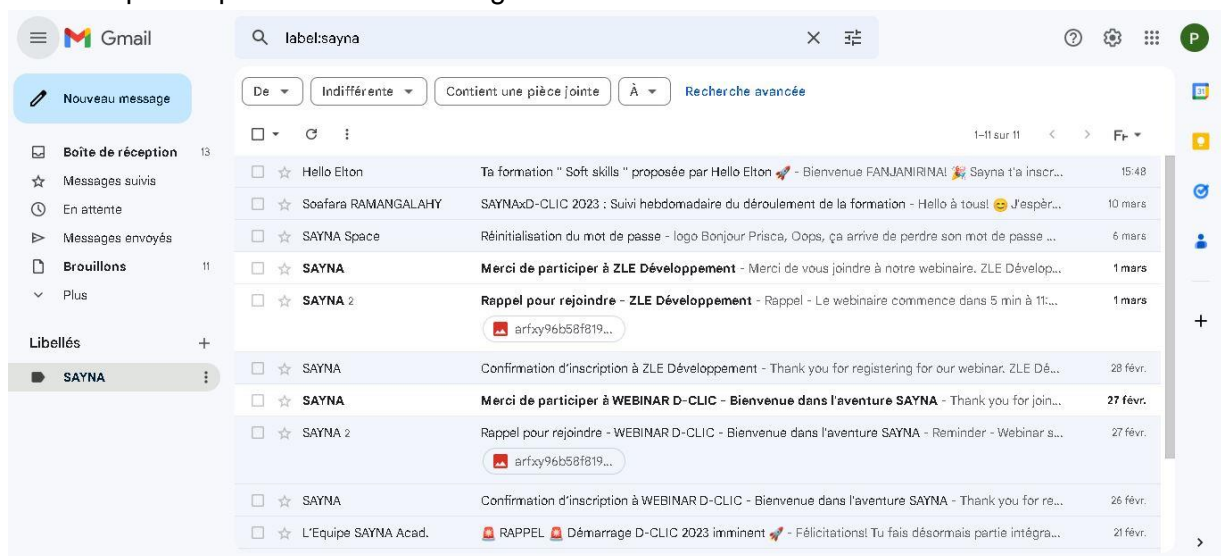 Gmail
label:sayna
P
Nouveau message
De
Indifférente
Contient une pièce jointe
À
Recherche avancée
1–11 sur 11
Boîte de réception 13
Messages suivis
En attente
Messages envoyés
Brouillons 11
Plus
Libellés
SAYNA
Hello Elton Ta formation " Soft skills " proposée par Hello Elton 🚀 - Bienvenue FANJANIRINA! 🎉 Sayna t'a inscr... 15:48
Soafara RAMANGALAHY SAYNAxD-CLIC 2023 : Suivi hebdomadaire du déroulement de la formation - Hello à tous! 😊 J'espèr... 10 mars
SAYNA Space Réinitialisation du mot de passe - logo Bonjour Prisca, Oops, ça arrive de perdre son mot de passe ... 6 mars
SAYNA Merci de participer à ZLE Développement - Merci de vous joindre à notre webinaire. ZLE Dévelop... 1 mars
SAYNA 2 Rappel pour rejoindre - ZLE Développement - Rappel - Le webinaire commence dans 5 min à 11:... 1 mars
arfxy96b58f819...
SAYNA Confirmation d'inscription à ZLE Développement - Thank you for registering for our webinar. ZLE Dé... 28 févr.
SAYNA Merci de participer à WEBINAR D-CLIC - Bienvenue dans l'aventure SAYNA - Thank you for join... 27 févr.
SAYNA 2 Rappel pour rejoindre - WEBINAR D-CLIC - Bienvenue dans l'aventure SAYNA - Reminder - Webinar s... 27 févr.
arfxy96b58f819...
SAYNA Confirmation d'inscription à WEBINAR D-CLIC - Bienvenue dans l'aventure SAYNA - Thank you for re... 26 févr.
L'Equipe SAYNA Acad. 🚨 RAPPEL 🚨 Démarrage D-CLIC 2023 imminent 🚀 - Félicitations! Tu fais désormais partie intégra... 21 févr.